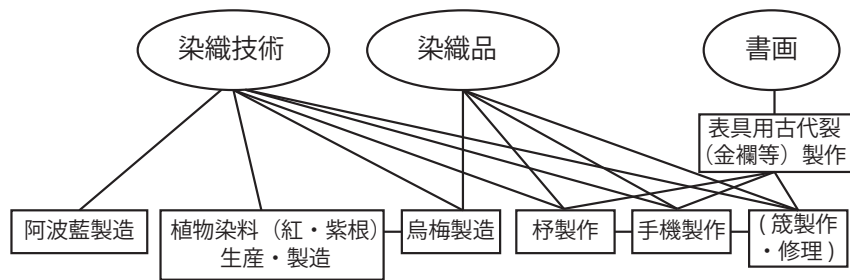 染織技術
染織品
書画
表具用古代裂
（金襴等）製作
阿波藍製造
植物染料（紅・紫根）
生産・製造
烏梅製造
杼製作
手機製作
(筬製作
・修理)